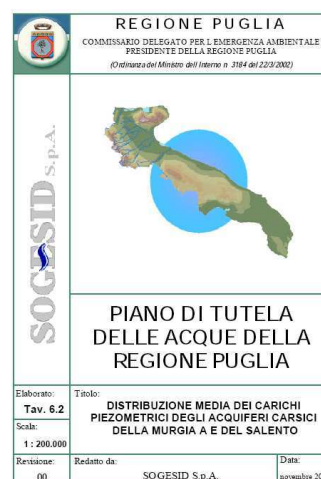 REGIONE PUGLIA
COMMISSARIO DELEGATO PER L EMERGENZA AMBIENTALE
PRESIDENTE DELLA REGIONE PUGLIA
(Ordinanza del Ministro dell Interno n 3184 del 22/3/2002)
SOGESID S.p.A.
PIANO DI TUTELA
DELLE ACQUE DELLA
REGIONE PUGLIA
Elaborato:
Tav. 6.2
Scala:
1 : 200.000
Titolo:
DISTRIBUZIONE MEDIA DEI CARICHI
PIEZOMETRICI DEGLI ACQUIFERI CARSICI
DELLA MURGIA A E DEL SALENTO
Revisione:
00
Redatto da:
SOGESID S.p.A.
Data:
novembre 20